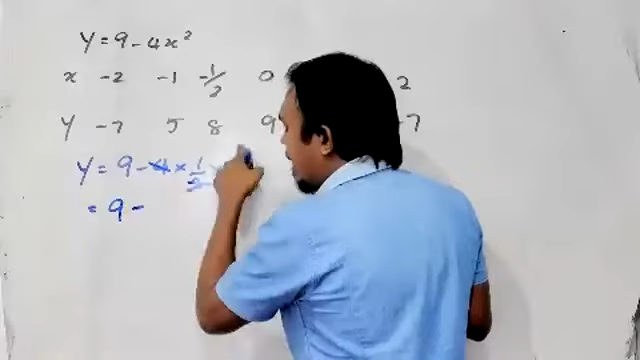 y = 9 - 4x²
x -2 -1 -1/2 0 2
y -7 5 8 9 -7
y = 9 - 4 × 1/2 ×
= 9 -